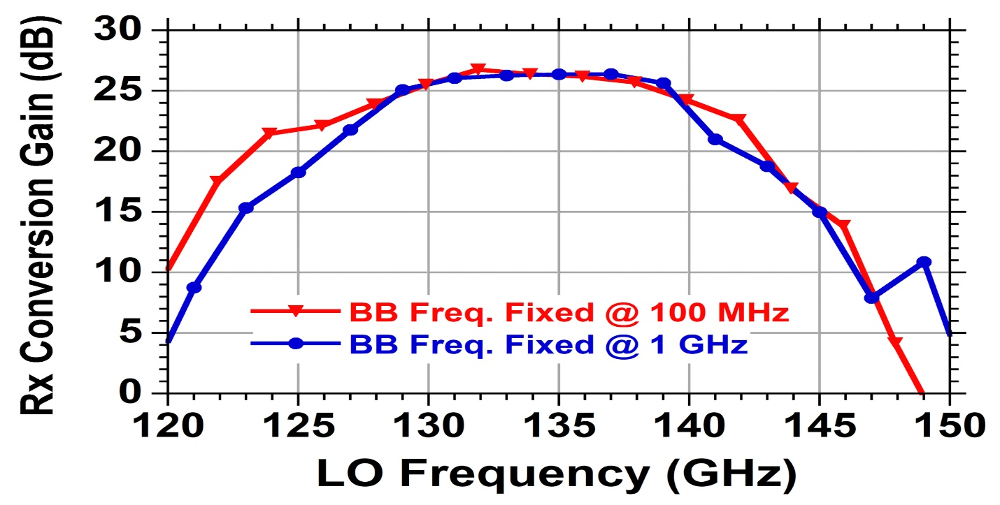 Rx Conversion Gain (dB)
30
25
20
15
10
5
0
BB Freq. Fixed @ 100 MHz
BB Freq. Fixed @ 1 GHz
120 125 130 135 140 145 150
LO Frequency (GHz)